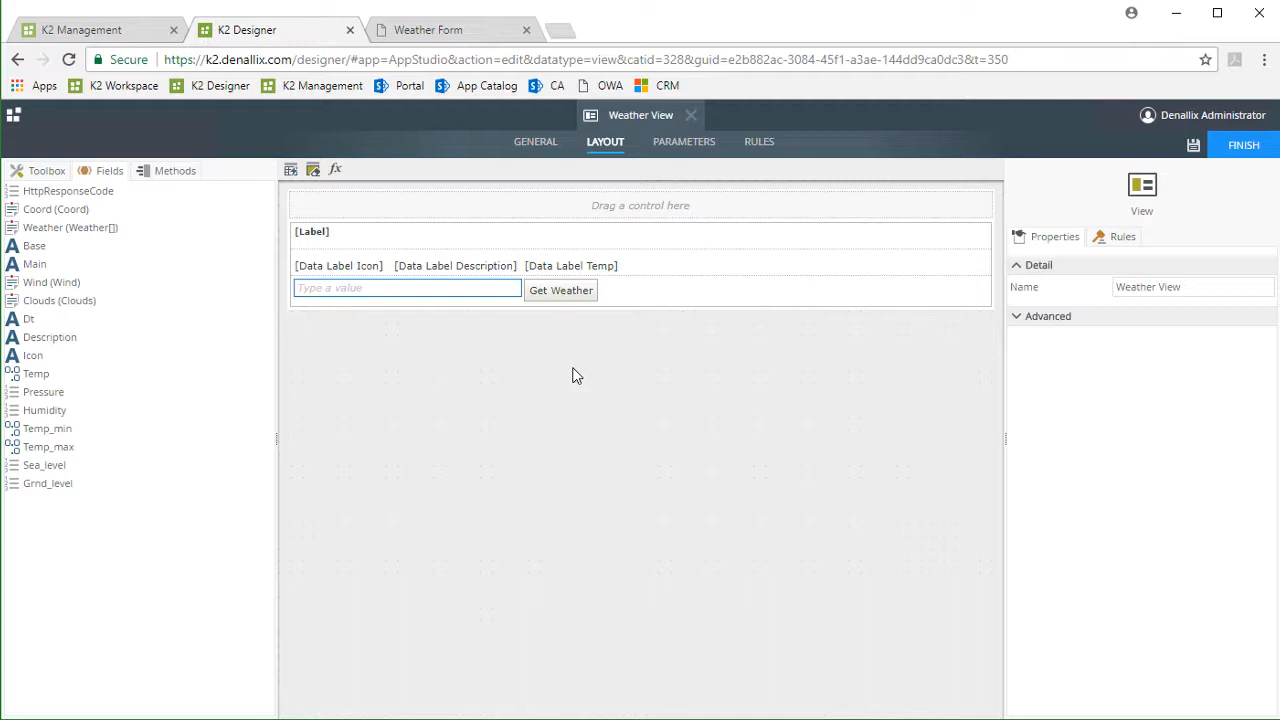 K2 Management
K2 Designer
Weather Form
Secure https://k2.denallix.com/designer/#app=AppStudio&action=edit&datatype=view&catid=328&guid=e2b882ac-3084-45f1-a3ae-144dd9ca0dc3&t=350
Apps K2 Workspace K2 Designer K2 Management Portal App Catalog CA OWA CRM
Weather View
Denallix Administrator
GENERAL LAYOUT PARAMETERS RULES
FINISH
Toolbox Fields Methods
fx
HttpResponseCode
Coord (Coord)
Weather (Weather[])
Base
Main
Wind (Wind)
Clouds (Clouds)
Dt
Description
Icon
Temp
Pressure
Humidity
Temp_min
Temp_max
Sea_level
Grnd_level
Drag a control here
[Label]
[Data Label Icon] [Data Label Description] [Data Label Temp]
Type a value
Get Weather
View
Properties Rules
Detail
Name Weather View
Advanced